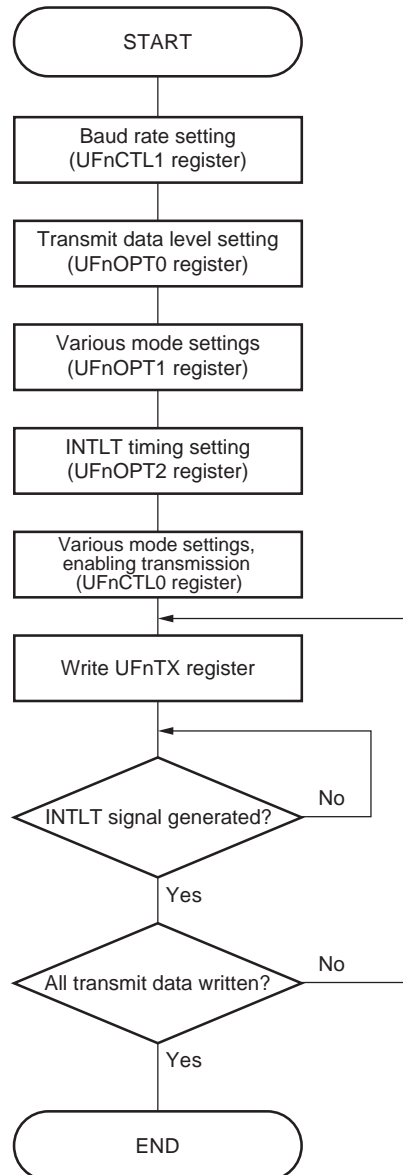 START
Baud rate setting
(UFnCTL1 register)
Transmit data level setting
(UFnOPT0 register)
Various mode settings
(UFnOPT1 register)
INTLT timing setting
(UFnOPT2 register)
Various mode settings,
enabling transmission
(UFnCTL0 register)
Write UFnTX register
INTLT signal generated?
No
Yes
All transmit data written?
No
Yes
END